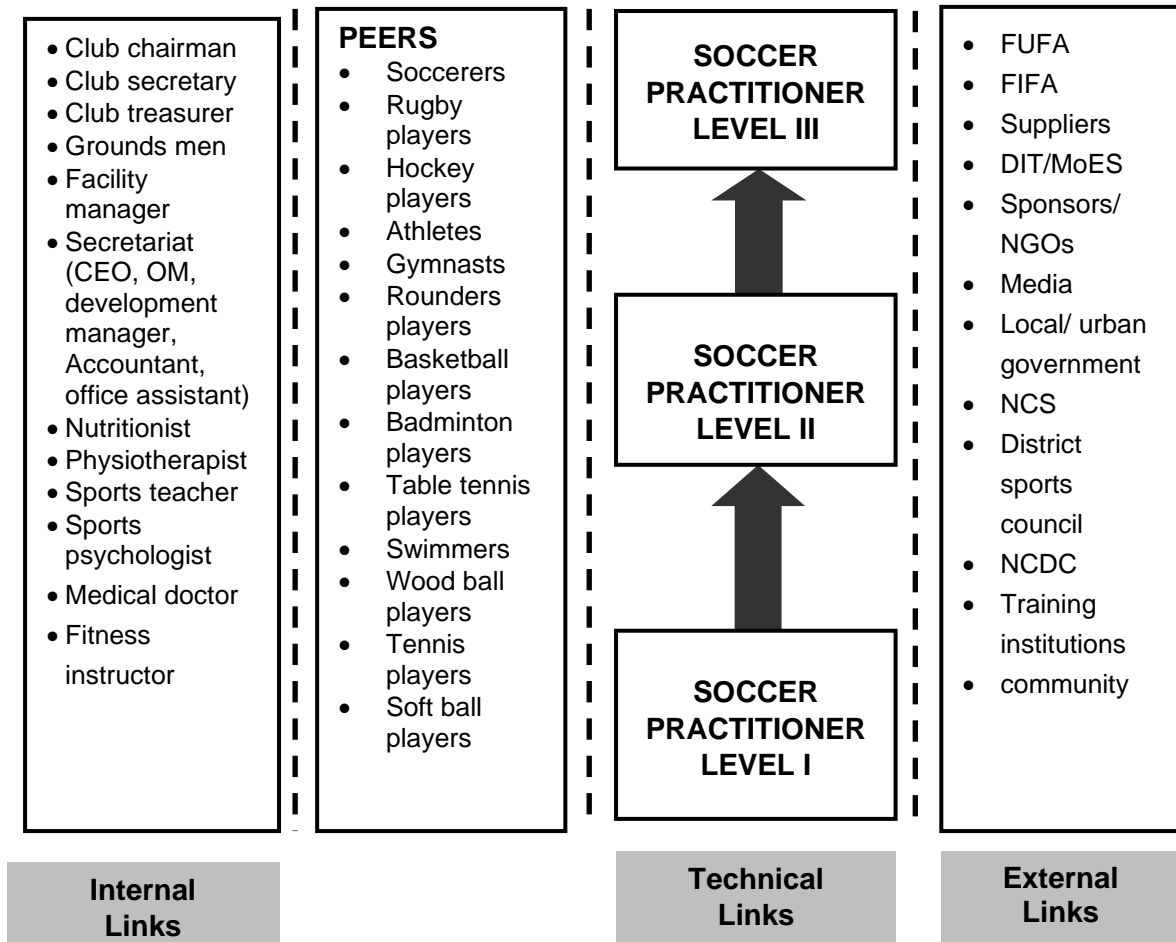 • Club chairman
• Club secretary
• Club treasurer
• Grounds men
• Facility
manager
• Secretariat
(CEO, OM,
development
manager,
Accountant,
office assistant)
• Nutritionist
• Physiotherapist
• Sports teacher
• Sports
psychologist
• Medical doctor
• Fitness
instructor
Internal
Links
PEERS
• Soccerers
• Rugby
players
• Hockey
players
• Athletes
• Gymnasts
• Rounders
players
• Basketball
players
• Badminton
players
• Table tennis
players
• Swimmers
• Wood ball
players
• Tennis
players
• Soft ball
players
SOCCER
PRACTITIONER
LEVEL III
SOCCER
PRACTITIONER
LEVEL II
SOCCER
PRACTITIONER
LEVEL I
Technical
Links
• FUFA
• FIFA
• Suppliers
• DIT/MoES
• Sponsors/
NGOs
• Media
• Local/ urban
government
• NCS
• District
sports
council
• NCDC
• Training
institutions
• community
External
Links